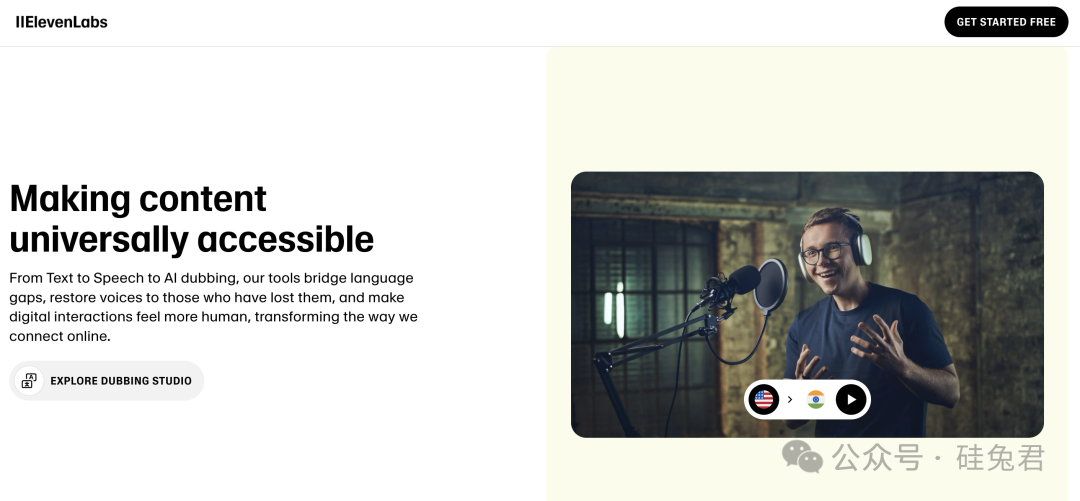 IIElevenLabs
GET STARTED FREE
Making content
universally accessible
From Text to Speech to AI dubbing, our tools bridge language
gaps, restore voices to those who have lost them, and make
digital interactions feel more human, transforming the way we
connect online.
EXPLORE DUBBING STUDIO
公众号 · 硅兔君